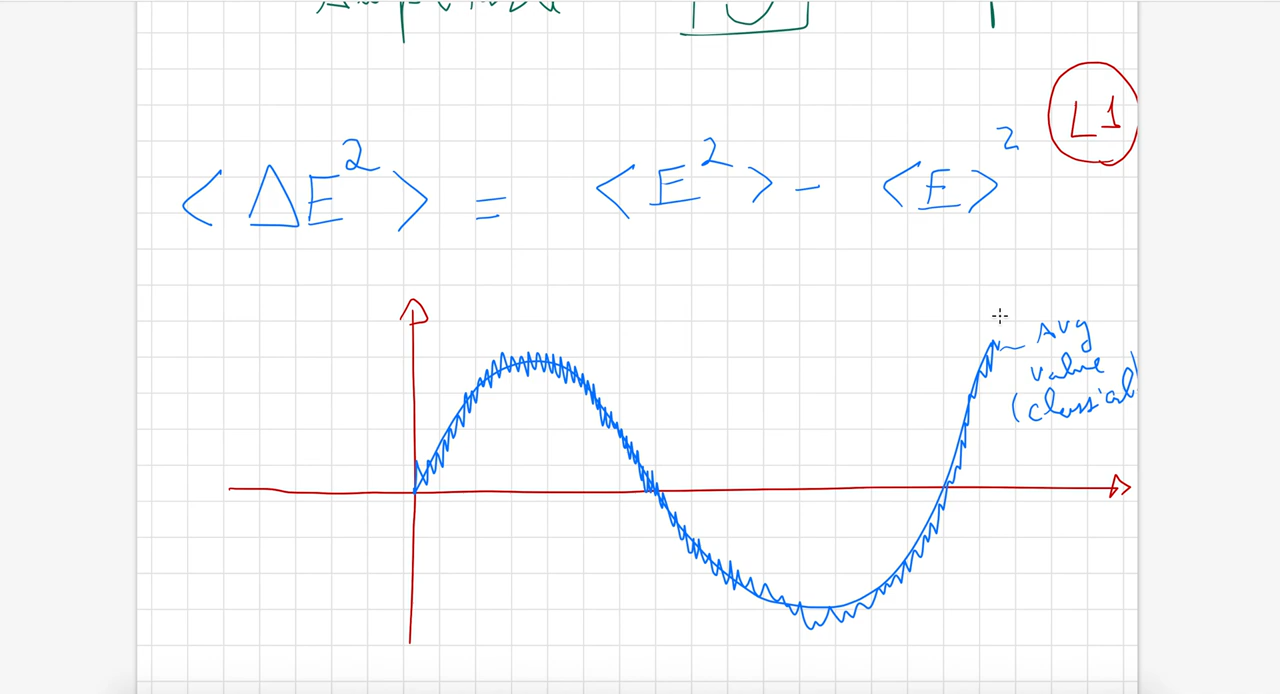 L1
⟨ΔE²⟩ = ⟨E²⟩ - ⟨E⟩²
Avg
value
(classical)